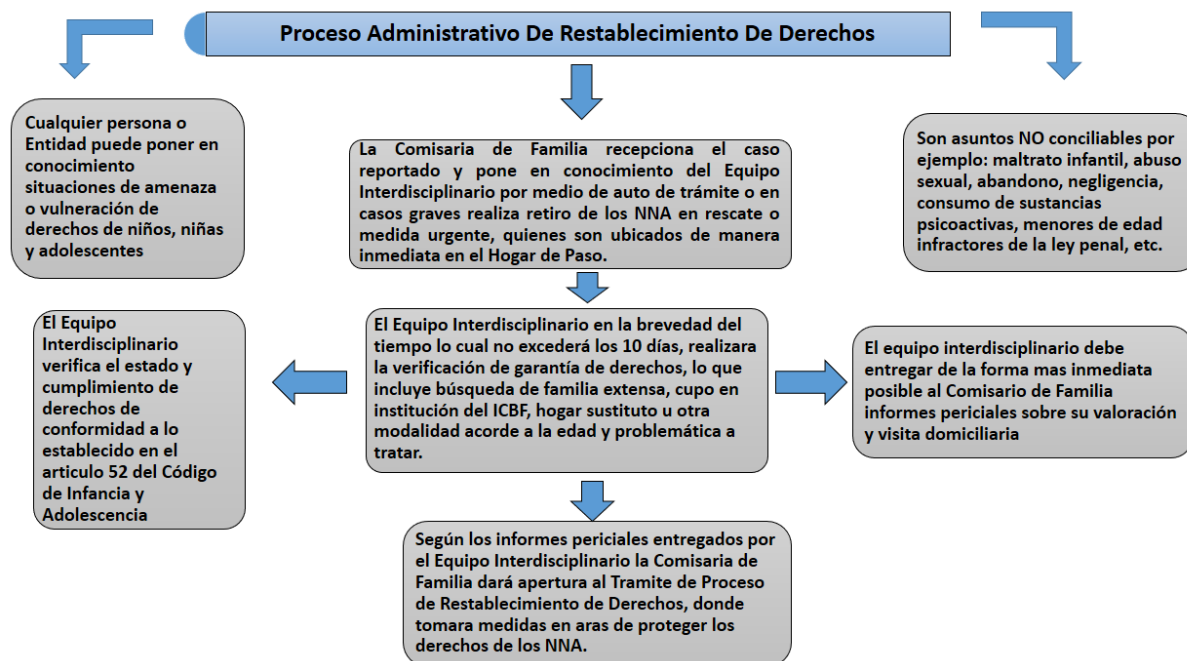 Proceso Administrativo De Restablecimiento De Derechos
Cualquier persona o
Entidad puede poner en
conocimiento
situaciones de amenaza
o vulneración de
derechos de niños, niñas
y adolescentes
La Comisaria de Familia recepciona el caso
reportado y pone en conocimiento del Equipo
Interdisciplinario por medio de auto de trámite o en
casos graves realiza retiro de los NNA en rescate o
medida urgente, quienes son ubicados de manera
inmediata en el Hogar de Paso.
Son asuntos NO conciliables por
ejemplo: maltrato infantil, abuso
sexual, abandono, negligencia,
consumo de sustancias
psicoactivas, menores de edad
infractores de la ley penal, etc.
El Equipo
Interdisciplinario
verifica el estado y
cumplimiento de
derechos de
conformidad a lo
establecido en el
articulo 52 del Código
de Infancia y
Adolescencia
El Equipo Interdisciplinario en la brevedad del
tiempo lo cual no excederá los 10 días, realizara
la verificación de garantía de derechos, lo que
incluye búsqueda de familia extensa, cupo en
institución del ICBF, hogar sustituto u otra
modalidad acorde a la edad y problemática a
tratar.
El equipo interdisciplinario debe
entregar de la forma mas inmediata
posible al Comisario de Familia
informes periciales sobre su valoración
y visita domiciliaria
Según los informes periciales entregados por
el Equipo Interdisciplinario la Comisaria de
Familia dará apertura al Tramite de Proceso
de Restablecimiento de Derechos, donde
tomara medidas en aras de proteger los
derechos de los NNA.